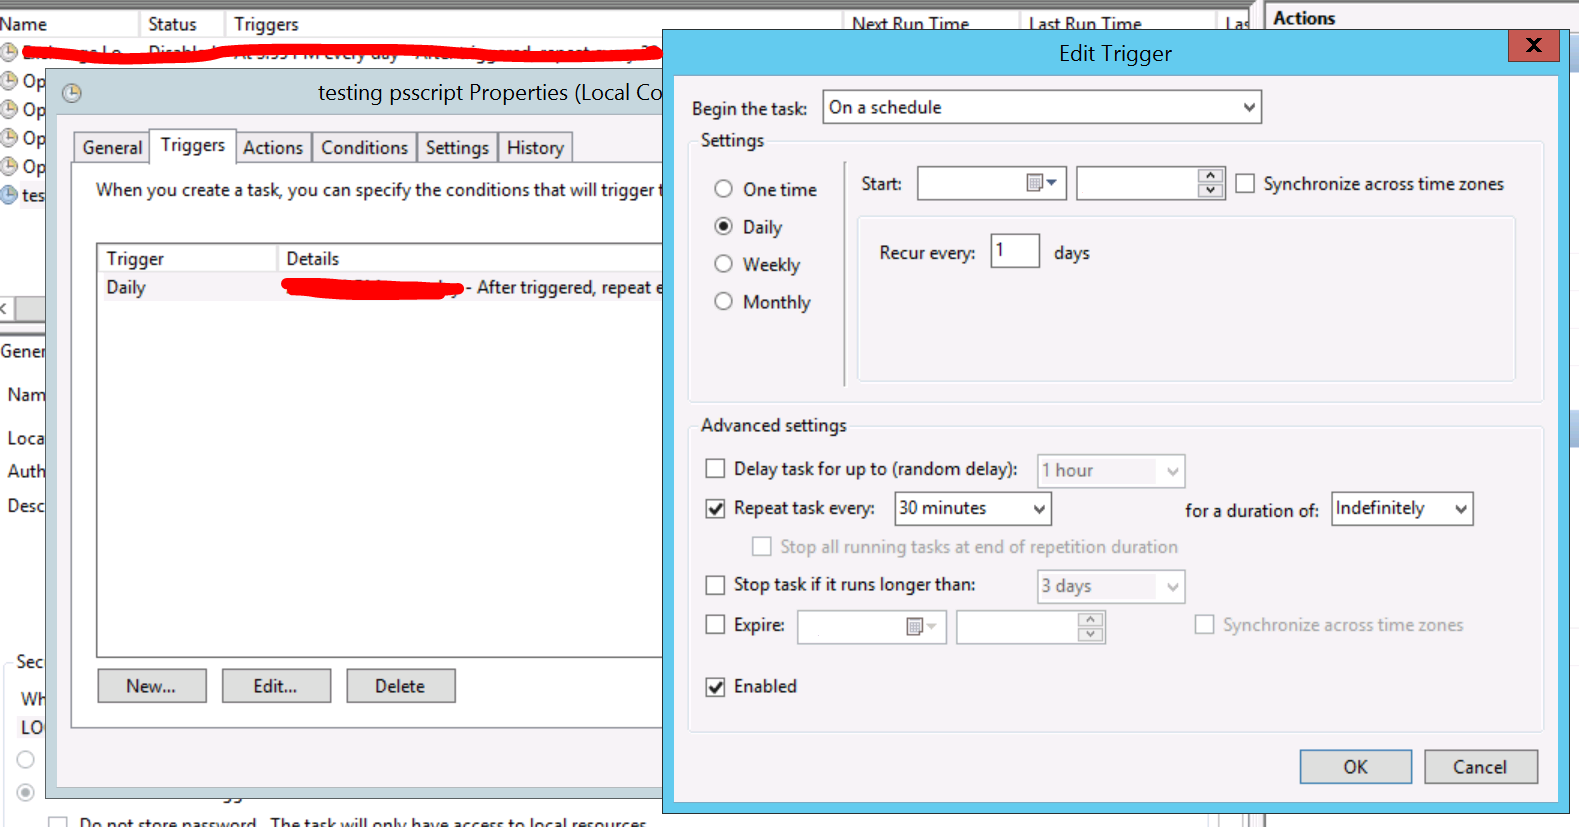 Name Status Triggers Next Run Time Last Run Time Las
Actions
Op
Op
Op
Op
tes
testing psscript Properties (Local Co
General Triggers Actions Conditions Settings History
When you create a task, you can specify the conditions that will trigger t
Trigger Details
Daily - After triggered, repeat e
New... Edit... Delete
Gener
Nam
Loca
Auth
Desc
Sec
Wh
LO
Do not store password. The task will only have access to local resources
Edit Trigger
Begin the task: On a schedule
Settings
One time
Daily
Weekly
Monthly
Start: Synchronize across time zones
Recur every: 1 days
Advanced settings
Delay task for up to (random delay): 1 hour
Repeat task every: 30 minutes for a duration of: Indefinitely
Stop all running tasks at end of repetition duration
Stop task if it runs longer than: 3 days
Expire: Synchronize across time zones
Enabled
OK Cancel